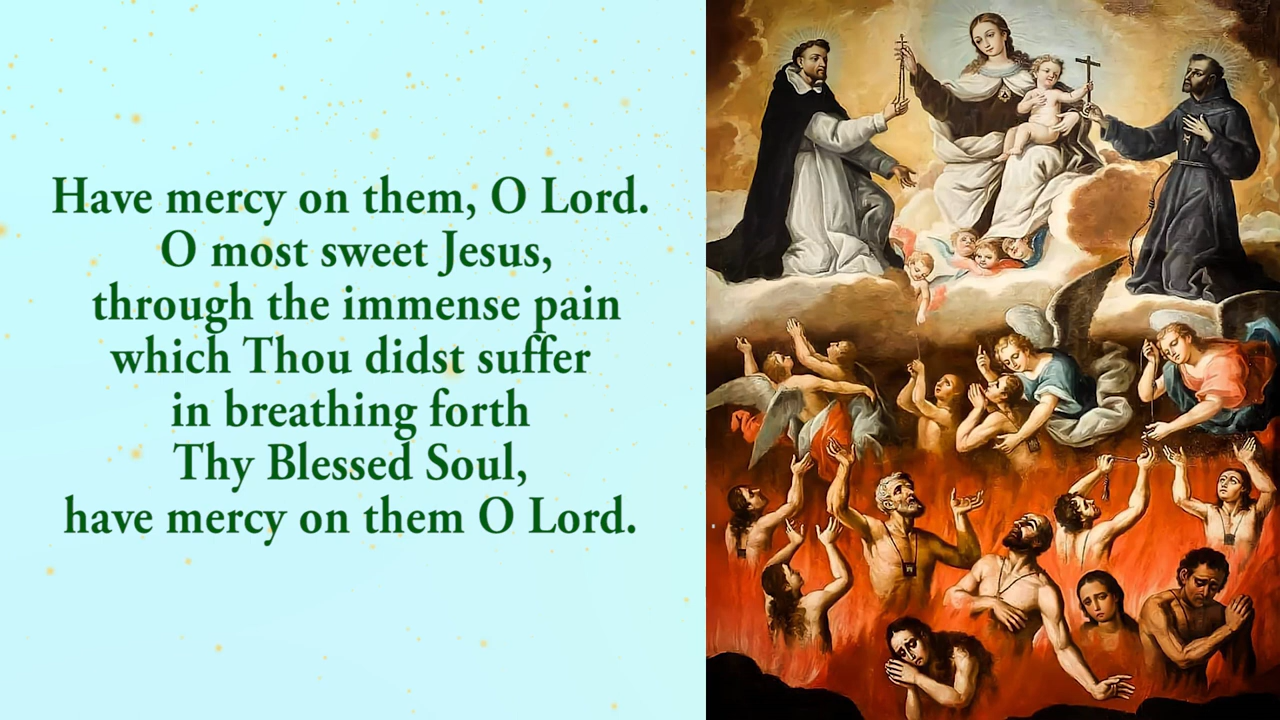 Have mercy on them, O Lord.
O most sweet Jesus,
through the immense pain
which Thou didst suffer
in breathing forth
Thy Blessed Soul,
have mercy on them O Lord.